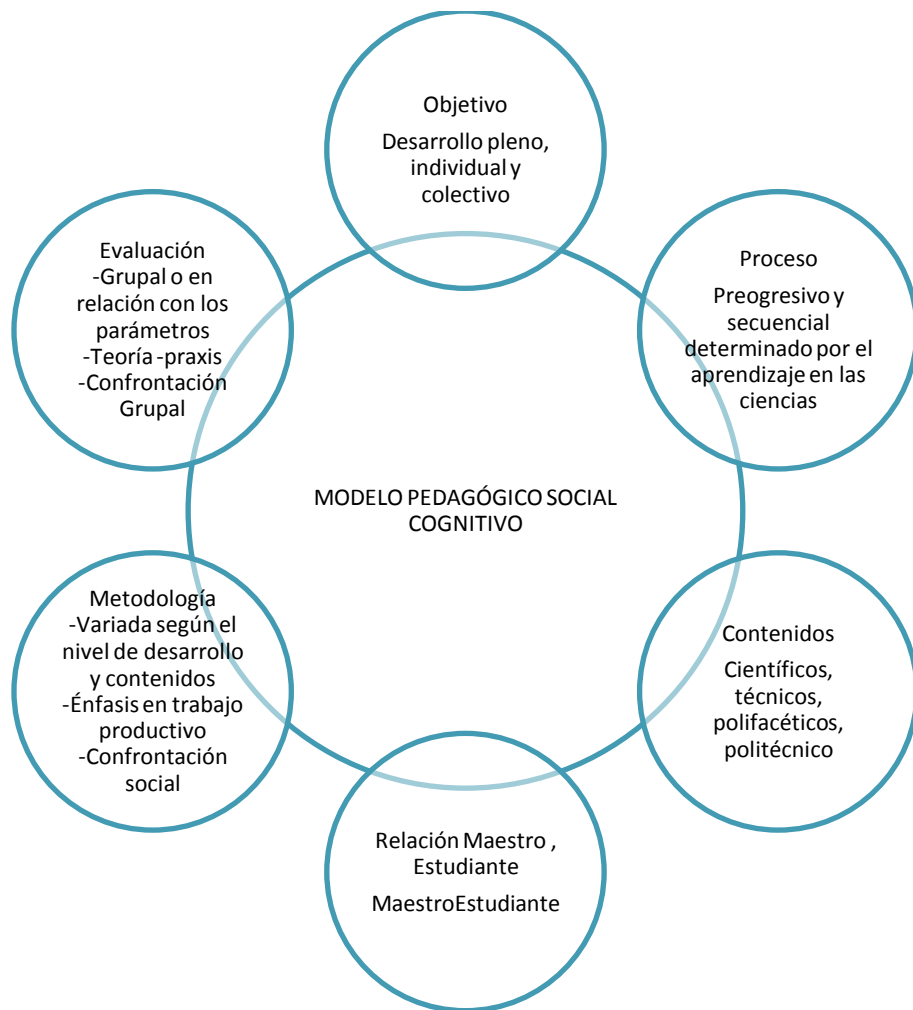 Objetivo
Desarrollo pleno,
individual y
colectivo
Proceso
Preogresivo y
secuencial
determinado por el
aprendizaje en las
ciencias
Contenidos
Científicos,
técnicos,
polifacéticos,
politécnico
Relación Maestro ,
Estudiante
MaestroEstudiante
Metodología
-Variada según el
nivel de desarrollo
y contenidos
-Énfasis en trabajo
productivo
-Confrontación
social
Evaluación
-Grupal o en
relación con los
parámetros
-Teoría -praxis
-Confrontación
Grupal
MODELO PEDAGÓGICO SOCIAL
COGNITIVO